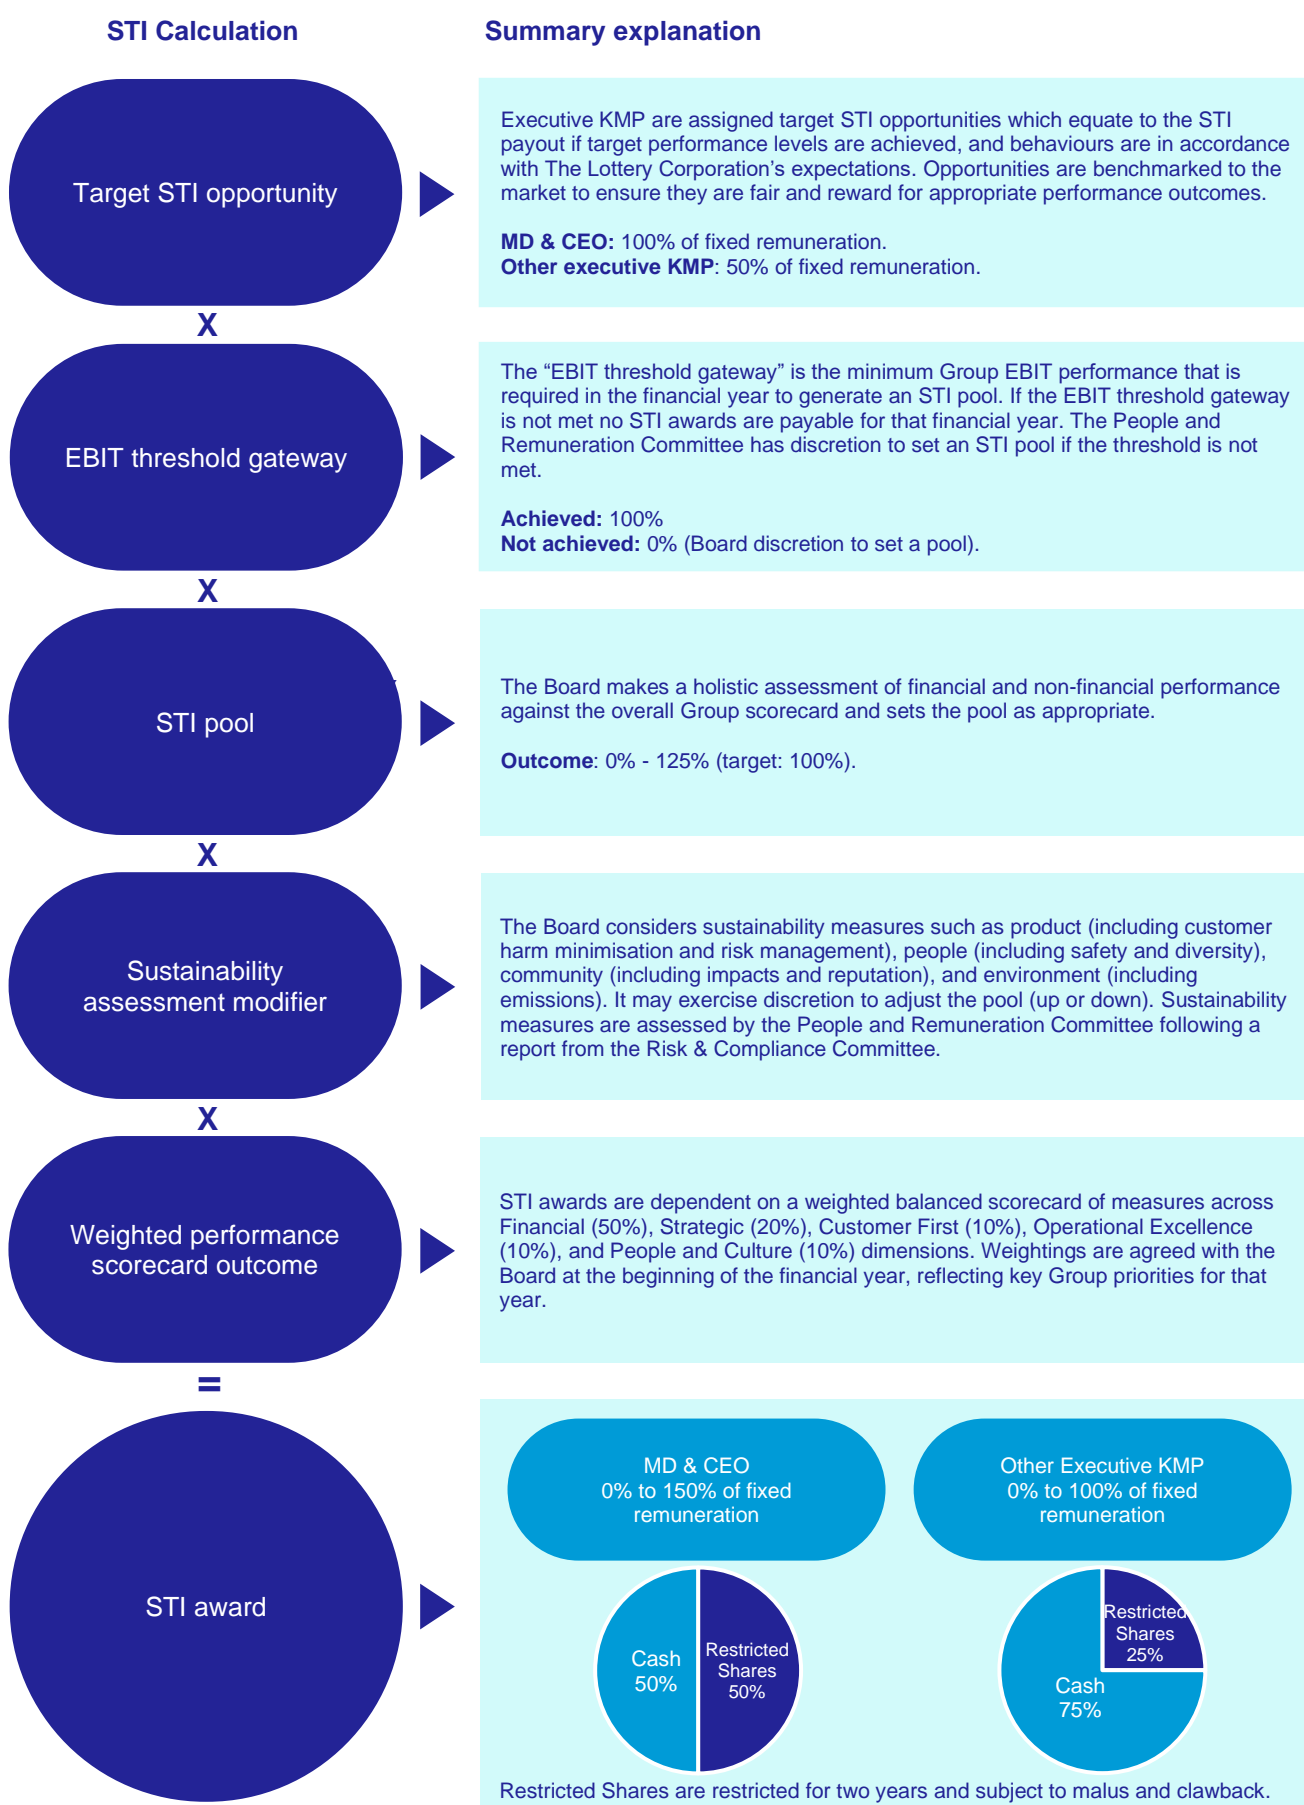 STI Calculation
Summary explanation
Target STI opportunity
Executive KMP are assigned target STI opportunities which equate to the STI
payout if target performance levels are achieved, and behaviours are in accordance
with The Lottery Corporation’s expectations. Opportunities are benchmarked to the
market to ensure they are fair and reward for appropriate performance outcomes.
MD & CEO: 100% of fixed remuneration.
Other executive KMP: 50% of fixed remuneration.
X
EBIT threshold gateway
The “EBIT threshold gateway” is the minimum Group EBIT performance that is
required in the financial year to generate an STI pool. If the EBIT threshold gateway
is not met no STI awards are payable for that financial year. The People and
Remuneration Committee has discretion to set an STI pool if the threshold is not
met.
Achieved: 100%
Not achieved: 0% (Board discretion to set a pool).
X
STI pool
The Board makes a holistic assessment of financial and non-financial performance
against the overall Group scorecard and sets the pool as appropriate.
Outcome: 0% - 125% (target: 100%).
X
Sustainability
assessment modifier
The Board considers sustainability measures such as product (including customer
harm minimisation and risk management), people (including safety and diversity),
community (including impacts and reputation), and environment (including
emissions). It may exercise discretion to adjust the pool (up or down). Sustainability
measures are assessed by the People and Remuneration Committee following a
report from the Risk & Compliance Committee.
X
Weighted performance
scorecard outcome
STI awards are dependent on a weighted balanced scorecard of measures across
Financial (50%), Strategic (20%), Customer First (10%), Operational Excellence
(10%), and People and Culture (10%) dimensions. Weightings are agreed with the
Board at the beginning of the financial year, reflecting key Group priorities for that
year.
=
STI award
MD & CEO
0% to 150% of fixed
remuneration
Other Executive KMP
0% to 100% of fixed
remuneration
Cash
50%
Restricted
Shares
50%
Restricted
Shares
25%
Cash
75%
Restricted Shares are restricted for two years and subject to malus and clawback.